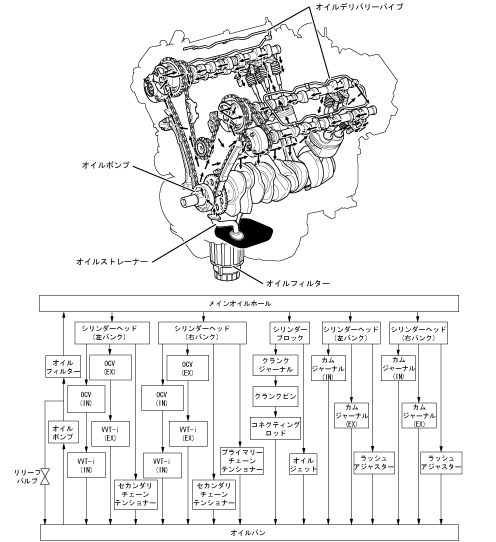 オイルデリバリーパイプ
オイルポンプ
オイルストレーナー
オイルフィルター
メインオイルホール
シリンダーヘッド
(左バンク)
シリンダーヘッド
(右バンク)
シリンダー
ブロック
シリンダーヘッド
(左バンク)
シリンダーヘッド
(右バンク)
オイル
フィルター
OCV
(EX)
OCV
(EX)
クランク
ジャーナル
カム
ジャーナル
(IN)
カム
ジャーナル
(IN)
OCV
(IN)
OCV
(IN)
クランクピン
カム
ジャーナル
(EX)
カム
ジャーナル
(EX)
オイル
ポンプ
VVT-i
(EX)
VVT-i
(EX)
コネクティング
ロッド
リリーフ
バルブ
VVT-i
(IN)
VVT-i
(IN)
プライマリー
チェーン
テンショナー
オイル
ジェット
ラッシュ
アジャスター
ラッシュ
アジャスター
セカンダリ
チェーン
テンショナー
セカンダリ
チェーン
テンショナー
オイルパン